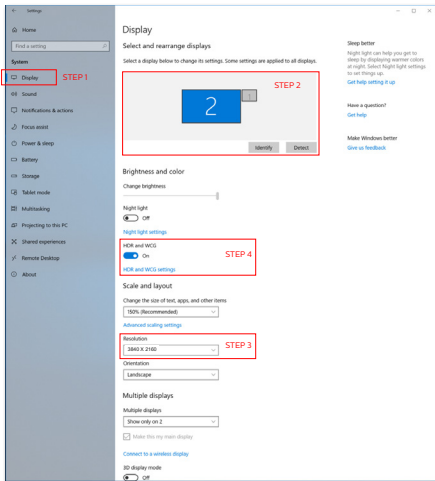 Settings
Home
Find a setting
System
Display
STEP 1
Sound
Notifications & actions
Focus assist
Power & sleep
Battery
Storage
Tablet mode
Multitasking
Projecting to this PC
Shared experiences
Remote Desktop
About
Display
Select and rearrange displays
Select a display below to change its settings. Some settings are applied to all displays.
STEP 2
2
1
Identify
Detect
Brightness and color
Change brightness
Night light
Off
Night light settings
HDR and WCG
On
STEP 4
HDR and WCG settings
Scale and layout
Change the size of text, apps, and other items
150% (Recommended)
Advanced scaling settings
Resolution
3840 X 2160
STEP 3
Orientation
Landscape
Multiple displays
Multiple displays
Show only on 2
Make this my main display
Connect to a wireless display
3D display mode
Off
Sleep better
Night light can help you get to
sleep by displaying warmer colors
at night. Select Night light settings
to set things up.
Get help setting it up
Have a question?
Get help
Make Windows better
Give us feedback